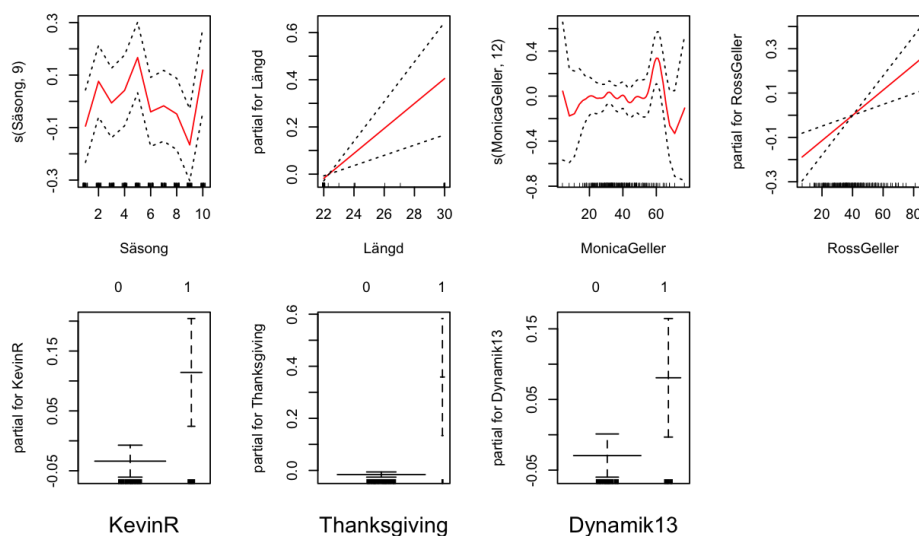 s(Säsong, 9)
0.3
0.1
-0.1
-0.3
2 4 6 8 10
Säsong
partial for Längd
0.6
0.4
0.2
0.0
22 24 26 28 30
Längd
s(MonicaGeller, 12)
0.4
0.0
-0.4
-0.8
20 40 60
MonicaGeller
partial for RossGeller
0.3
0.1
-0.1
-0.3
20 40 60 80
RossGeller
0 1
partial for KevinR
0.15
0.05
-0.05
KevinR
0 1
partial for Thanksgiving
0.6
0.4
0.2
0.0
Thanksgiving
0 1
partial for Dynamik13
0.15
0.05
-0.05
Dynamik13